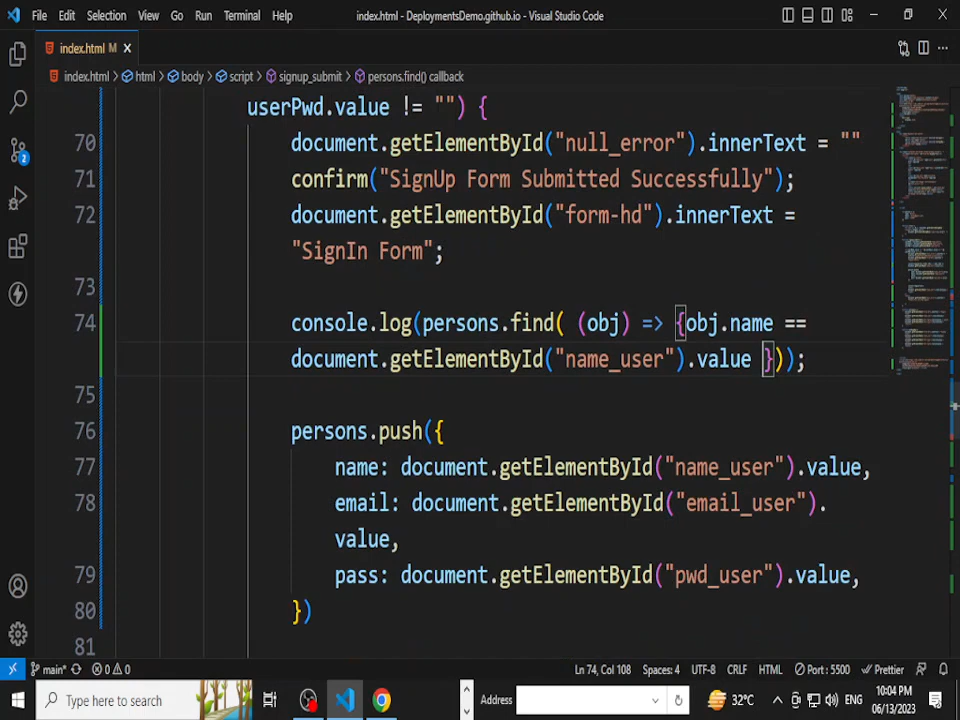 File Edit Selection View Go Run Terminal Help index.html - DeploymentsDemo.github.io - Visual Studio Code
index.html M
index.html > html > body > script > signup_submit > persons.find() callback
userPwd.value != "") {
70 document.getElementById("null_error").innerText = ""
71 confirm("SignUp Form Submitted Successfully");
72 document.getElementById("form-hd").innerText =
"SignIn Form";
73
74 console.log(persons.find( (obj) => {obj.name ==
document.getElementById("name_user").value }));
75
76 persons.push({
77 name: document.getElementById("name_user").value,
78 email: document.getElementById("email_user").
value,
79 pass: document.getElementById("pwd_user").value,
80 })
81
2
main* 0 0 Ln 74, Col 108 Spaces: 4 UTF-8 CRLF HTML Port : 5500 Prettier
Type here to search Address 32°C ENG 10:04 PM
06/13/2023